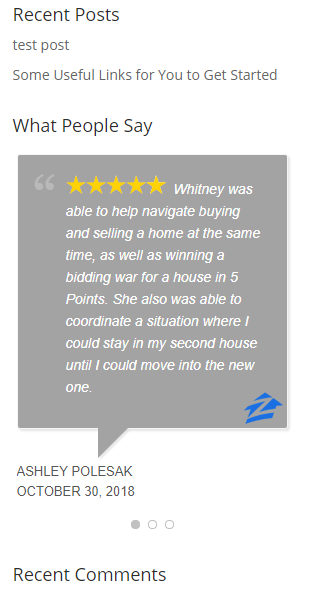 Recent Posts
test post
Some Useful Links for You to Get Started
What People Say
“ ★★★★★ Whitney was
able to help navigate buying
and selling a home at the same
time, as well as winning a
bidding war for a house in 5
Points. She also was able to
coordinate a situation where I
could stay in my second house
until I could move into the new
one.
ASHLEY POLESAK
OCTOBER 30, 2018
Recent Comments